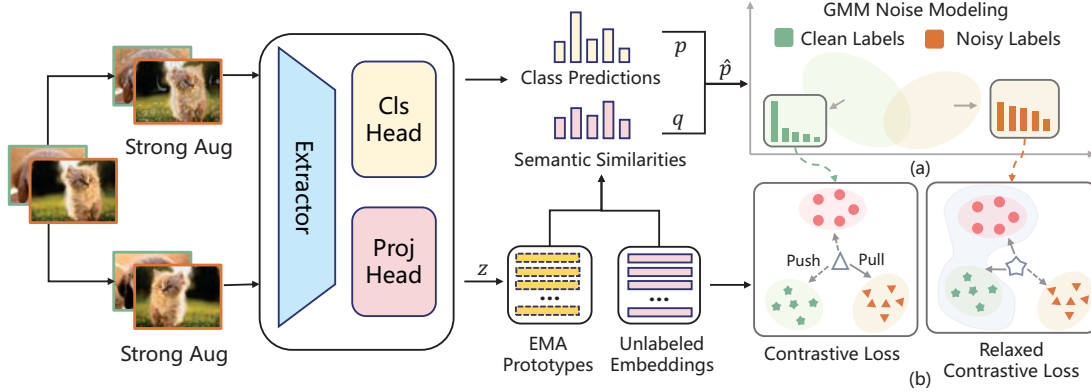 GMM Noise Modeling
Clean Labels
Noisy Labels
Strong Aug
Strong Aug
Extractor
Cls
Head
Proj
Head
Class Predictions
Semantic Similarities
p
q
p̂
z
EMA
Prototypes
Unlabeled
Embeddings
(a)
Push
Pull
Contrastive Loss
Relaxed
Contrastive Loss
(b)
...
...